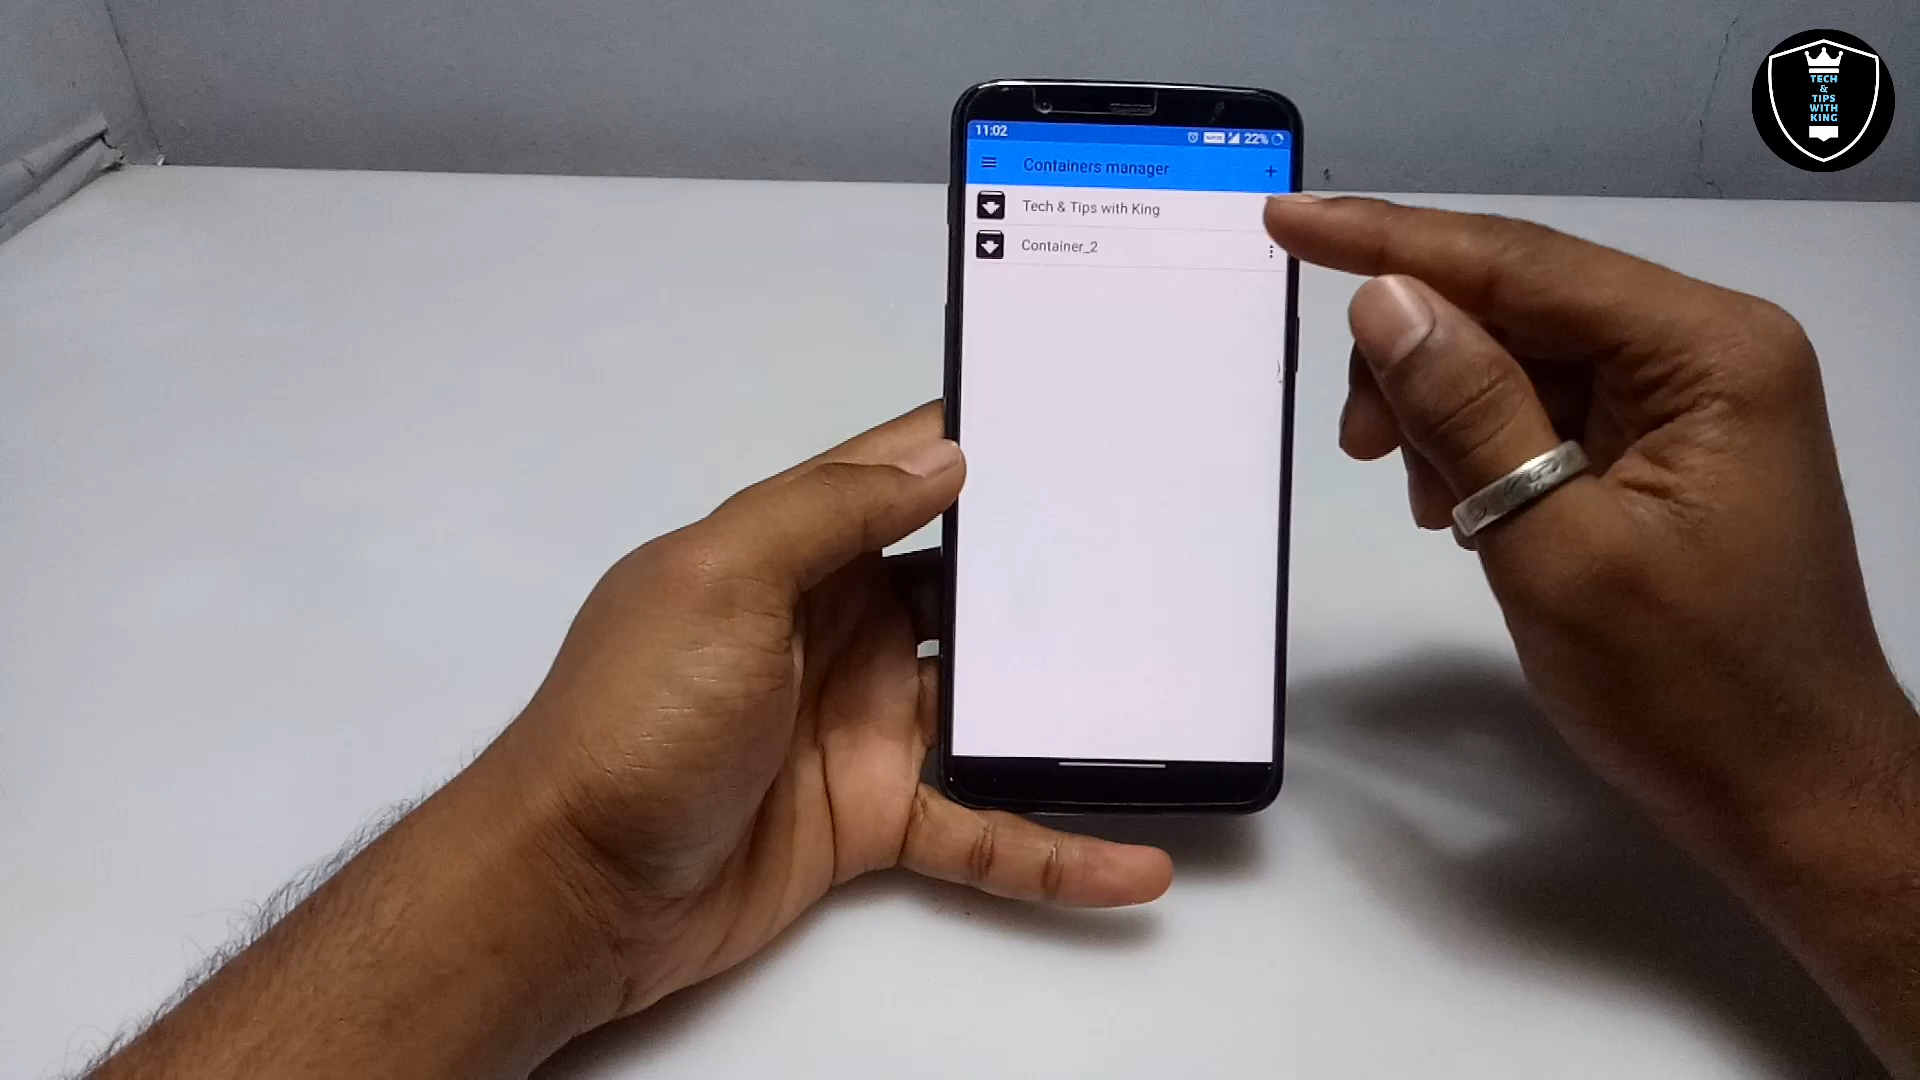 11:02
22%
Containers manager
+
Tech & Tips with King
Container_2
TECH
&
TIPS
WITH
KING